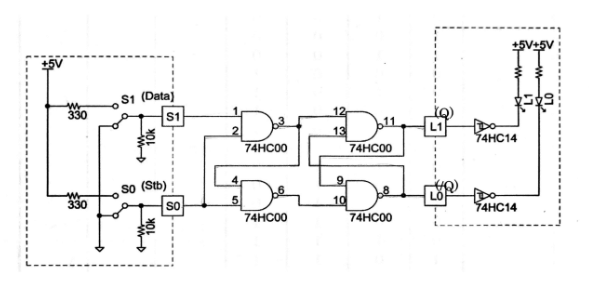 +5V
S1 (Data)
330
10k
S1
1
2
3
74HC00
12
13
11
74HC00
(Q)
L1
74HC14
+5V+5V
L1
L0
S0 (Stb)
330
10k
S0
4
5
6
74HC00
9
10
8
74HC00
(/Q)
L0
74HC14